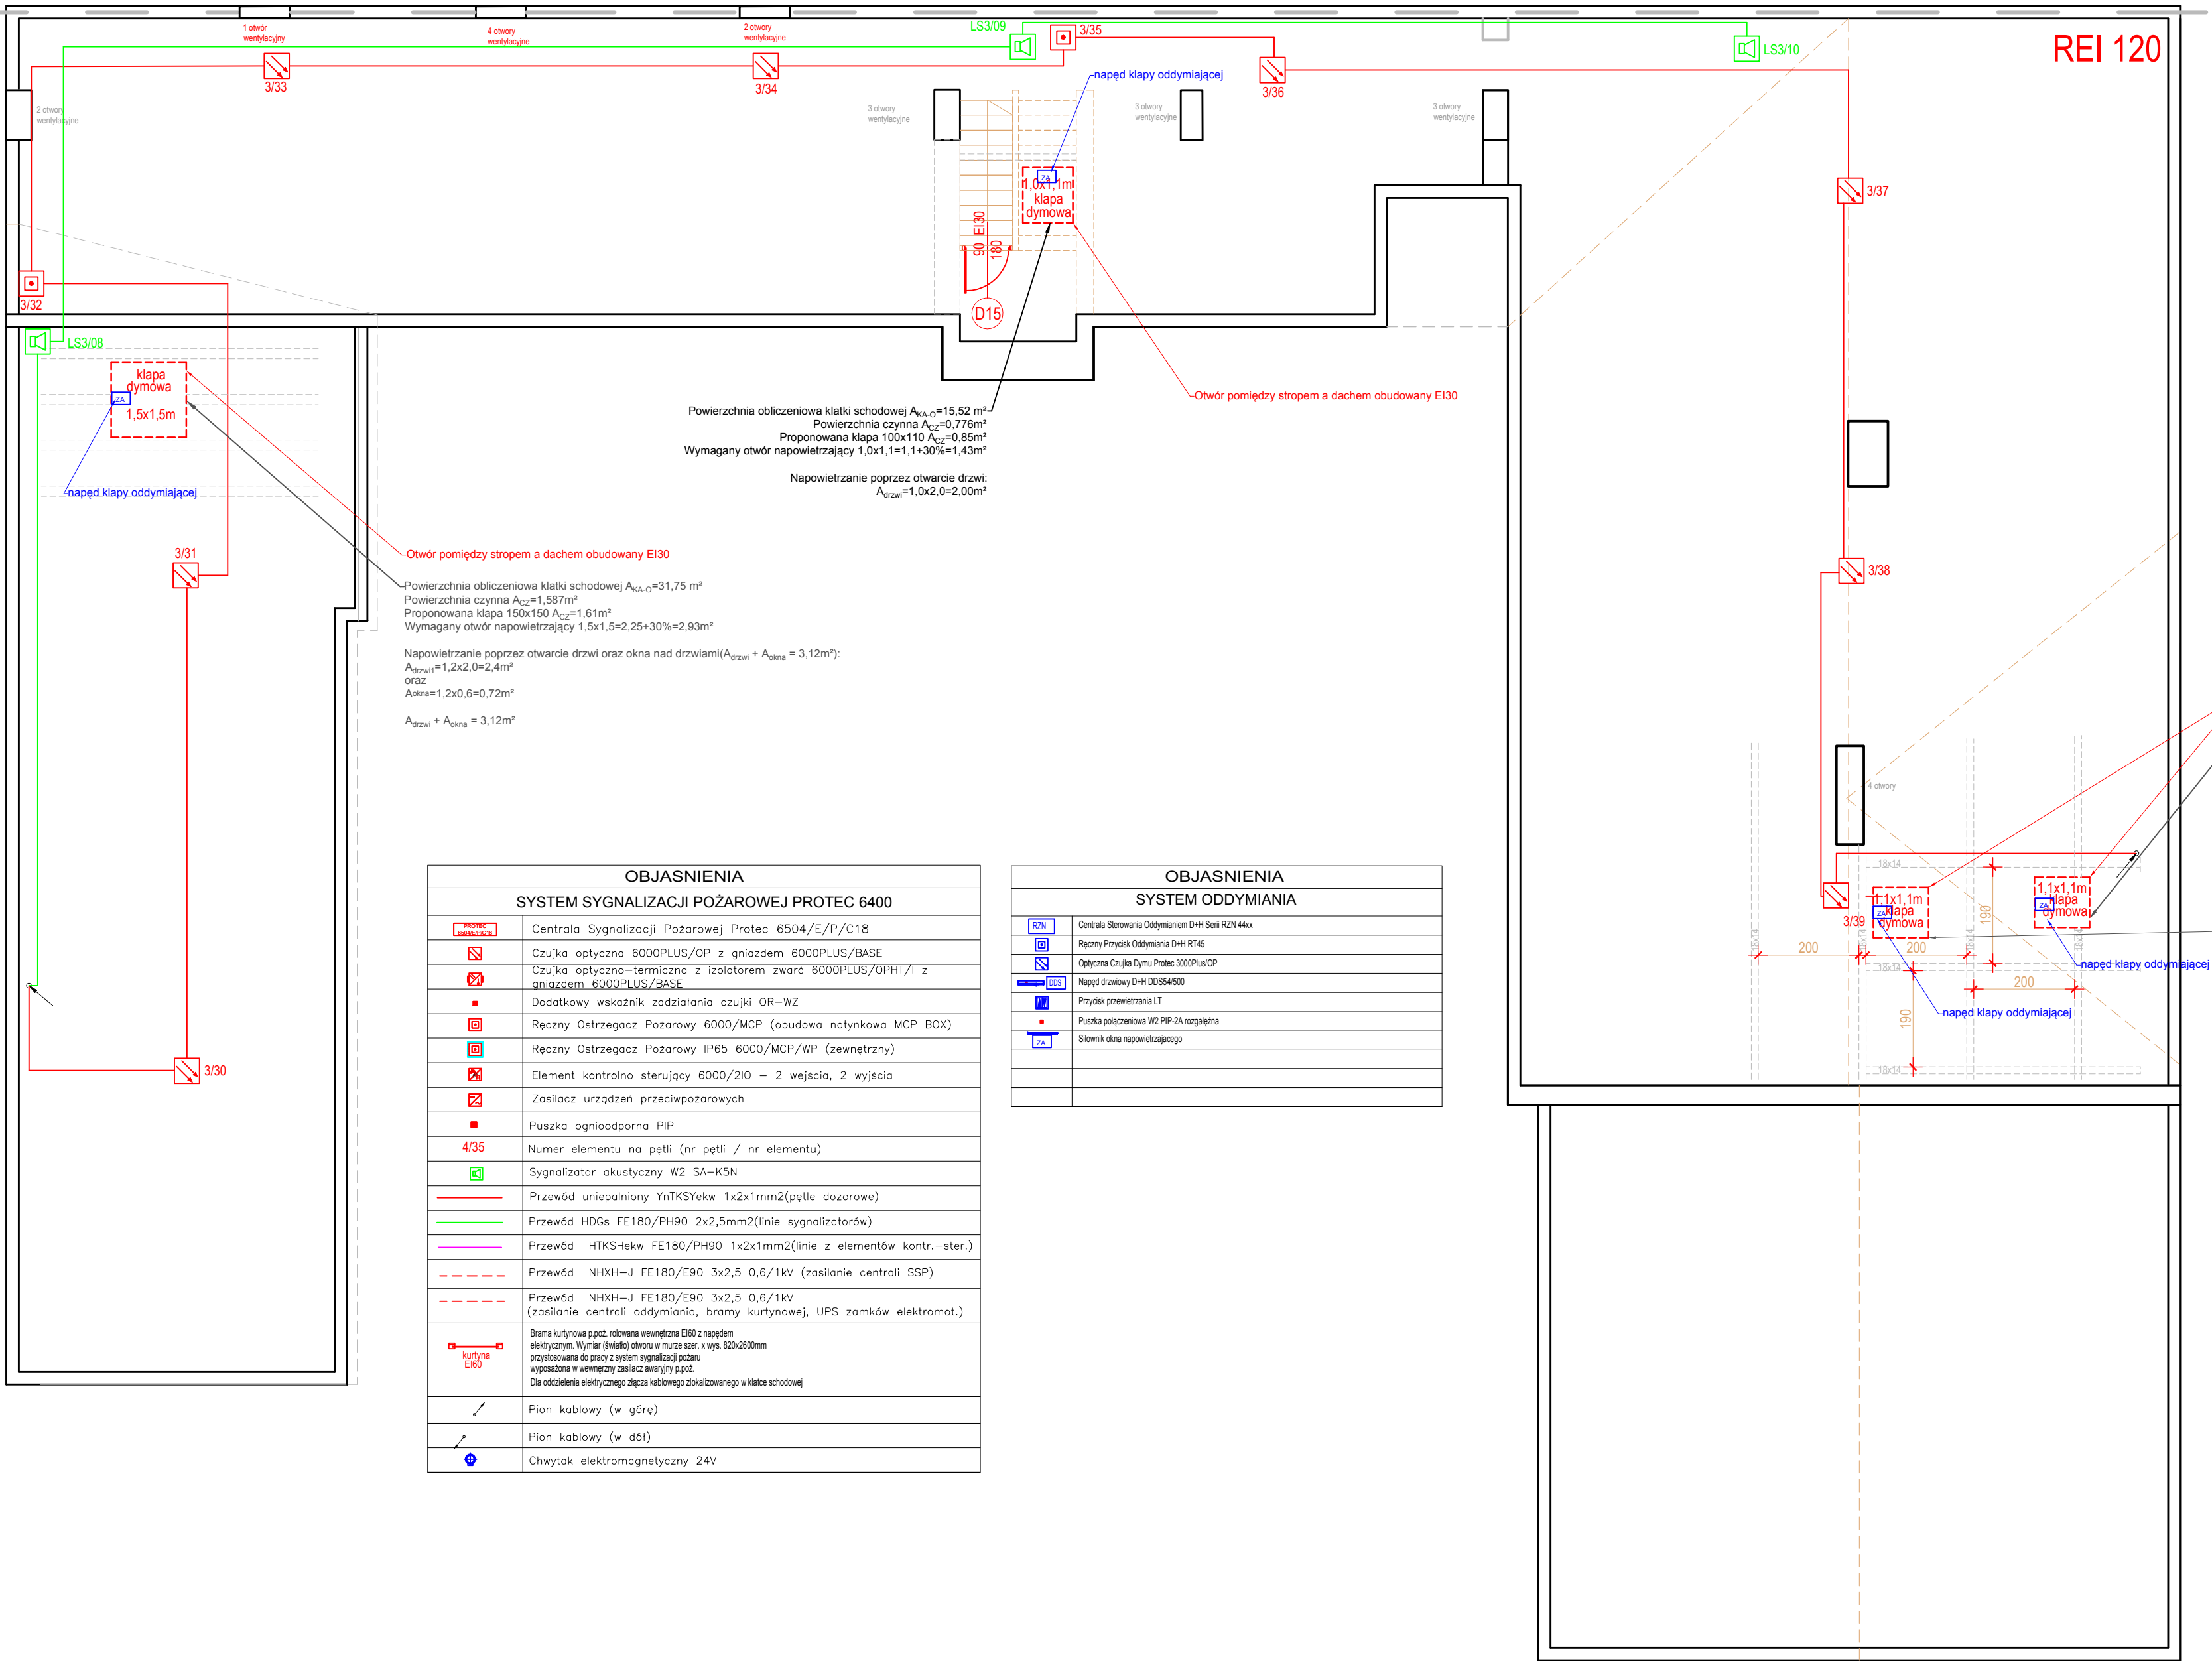 REI 120
1 otwór
wentylacyjny
4 otwory
wentylacyjne
2 otwory
wentylacyjne
LS3/09
3/35
LS3/10
3/33
3/34
3/36
napęd klapy oddymiającej
2 otwory
wentylacyjne
3 otwory
wentylacyjne
3 otwory
wentylacyjne
3 otwory
wentylacyjne
ZA
1,0x1,1m
klapa
dymowa
90 EI30
180
D15
3/37
3/32
LS3/08
klapa
dymowa
ZA
1,5x1,5m
napęd klapy oddymiającej
Powierzchnia obliczeniowa klatki schodowej AKA-O=15,52 m²
Powierzchnia czynna ACZ=0,776m²
Proponowana klapa 100x110 ACZ=0,85m²
Wymagany otwór napowietrzający 1,0x1,1=1,1+30%=1,43m²
Napowietrzanie poprzez otwarcie drzwi:
Adrzwi=1,0x2,0=2,00m²
Otwór pomiędzy stropem a dachem obudowany EI30
3/31
Otwór pomiędzy stropem a dachem obudowany EI30
Powierzchnia obliczeniowa klatki schodowej AKA-O=31,75 m²
Powierzchnia czynna ACZ=1,587m²
Proponowana klapa 150x150 ACZ=1,61m²
Wymagany otwór napowietrzający 1,5x1,5=2,25+30%=2,93m²
Napowietrzanie poprzez otwarcie drzwi oraz okna nad drzwiami(Adrzwi + Aokna = 3,12m²):
Adrzwi1=1,2x2,0=2,4m²
oraz
Aokna=1,2x0,6=0,72m²
Adrzwi + Aokna = 3,12m²
3/38
4 otwory
3/30
3/39
1,1x1,1m
klapa
dymowa
ZA
1,1x1,1m
klapa
dymowa
ZA
18x14
18x14
18x14
18x14
18x14
18x14
18x14
200
200
200
190
190
napęd klapy oddymiającej
napęd klapy oddymiającej
OBJASNIENIA
SYSTEM SYGNALIZACJI POŻAROWEJ PROTEC 6400
PROTEC
6504/E/P/C18
Centrala Sygnalizacji Pożarowej Protec 6504/E/P/C18
Czujka optyczna 6000PLUS/OP z gniazdem 6000PLUS/BASE
Czujka optyczno-termiczna z izolatorem zwarć 6000PLUS/OPHT/I z
gniazdem 6000PLUS/BASE
Dodatkowy wskaźnik zadziałania czujki OR-WZ
Ręczny Ostrzegacz Pożarowy 6000/MCP (obudowa natynkowa MCP BOX)
Ręczny Ostrzegacz Pożarowy IP65 6000/MCP/WP (zewnętrzny)
Element kontrolno sterujący 6000/2IO - 2 wejścia, 2 wyjścia
Zasilacz urządzeń przeciwpożarowych
Puszka ognioodporna PIP
4/35
Numer elementu na pętli (nr pętli / nr elementu)
Sygnalizator akustyczny W2 SA-K5N
Przewód uniepalniony YnTKSYekw 1x2x1mm2(pętle dozorowe)
Przewód HDGs FE180/PH90 2x2,5mm2(linie sygnalizatorów)
Przewód HTKSHekw FE180/PH90 1x2x1mm2(linie z elementów kontr.-ster.)
Przewód NHXH-J FE180/E90 3x2,5 0,6/1kV (zasilanie centrali SSP)
Przewód NHXH-J FE180/E90 3x2,5 0,6/1kV
(zasilanie centrali oddymiania, bramy kurtynowej, UPS zamków elektromot.)
kurtyna
EI60
Brama kurtynowa p.poż. rolowana wewnętrzna EI60 z napędem
elektrycznym. Wymiar (światło) otworu w murze szer. x wys. 820x2600mm
przystosowana do pracy z system sygnalizacji pożaru
wyposażona w wewnęrzny zasilacz awaryjny p.poż.
Dla oddzielenia elektrycznego złącza kablowego zlokalizowanego w klatce schodowej
Pion kablowy (w górę)
Pion kablowy (w dół)
Chwytak elektromagnetyczny 24V
OBJASNIENIA
SYSTEM ODDYMIANIA
RZN
Centrala Sterowania Oddymianiem D+H Serii RZN 44xx
Ręczny Przycisk Oddymiania D+H RT45
Optyczna Czujka Dymu Protec 3000Plus/OP
DDS
Napęd drzwiowy D+H DDS54/500
Przycisk przewietrzania LT
Puszka połączeniowa W2 PIP-2A rozgałęźna
ZA
Siłownik okna napowietrzajacego